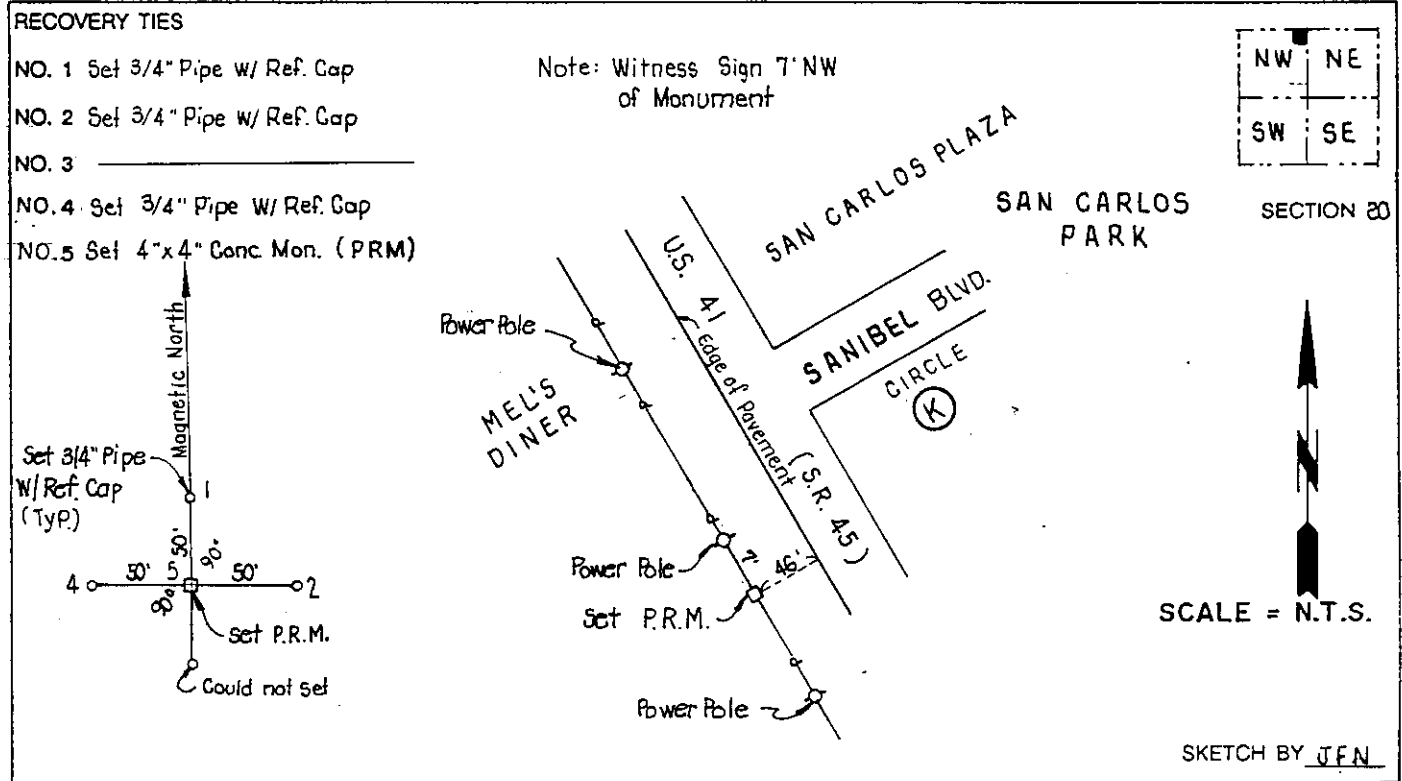 RECOVERY TIES
NO. 1 Set 3/4" Pipe W/ Ref. Cap
NO. 2 Set 3/4" Pipe W/ Ref. Cap
NO. 3
NO. 4 Set 3/4" Pipe W/ Ref. Cap
NO. 5 Set 4"x4" Conc. Mon. (PRM)
Note: Witness Sign 7' NW
of Monument
NW NE
SW SE
SECTION 20
SAN CARLOS PLAZA
SAN CARLOS
PARK
U.S. 41
SANIBEL BLVD.
CIRCLE
K
Edge of Pavement
(S.R. 45)
Power Pole
MEL'S
DINER
Power Pole
7'
46'
Set P.R.M.
Power Pole
Magnetic North
Set 3/4" Pipe
W/ Ref. Cap
(Typ.)
1
50'
90°
4
50'
5
50'
2
90°
Set P.R.M.
Could not set
N
SCALE = N.T.S.
SKETCH BY JFN